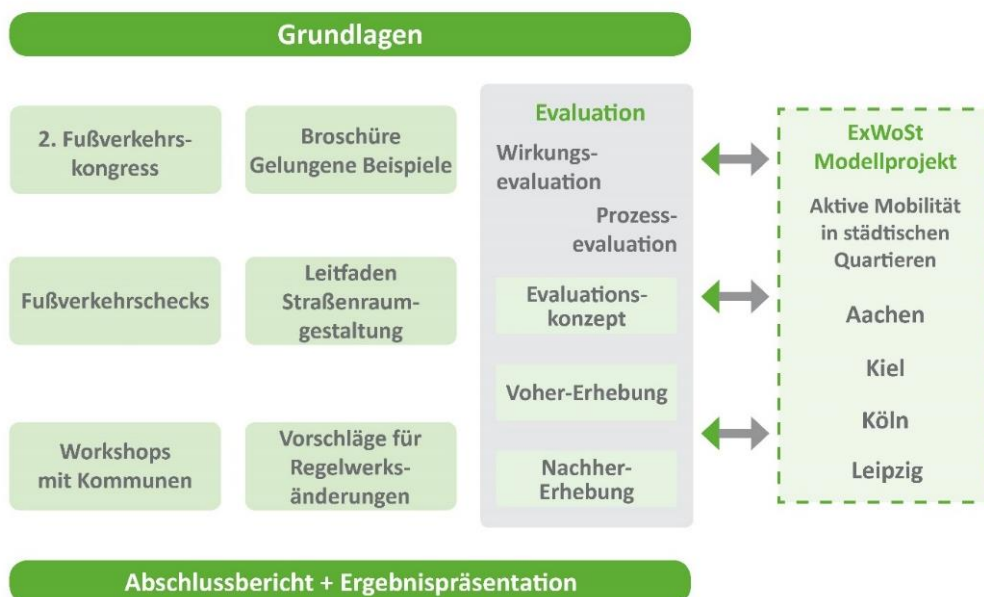 Grundlagen
2. Fußverkehrs-
kongress
Broschüre
Gelungene Beispiele
Fußverkehrschecks
Leitfaden
Straßenraum-
gestaltung
Workshops
mit Kommunen
Vorschläge für
Regelwerks-
änderungen
Evaluation
Wirkungs-
evaluation
Prozess-
evaluation
Evaluations-
konzept
Voher-Erhebung
Nachher-
Erhebung
ExWoSt
Modellprojekt
Aktive Mobilität
in städtischen
Quartieren
Aachen
Kiel
Köln
Leipzig
Abschlussbericht + Ergebnispräsentation